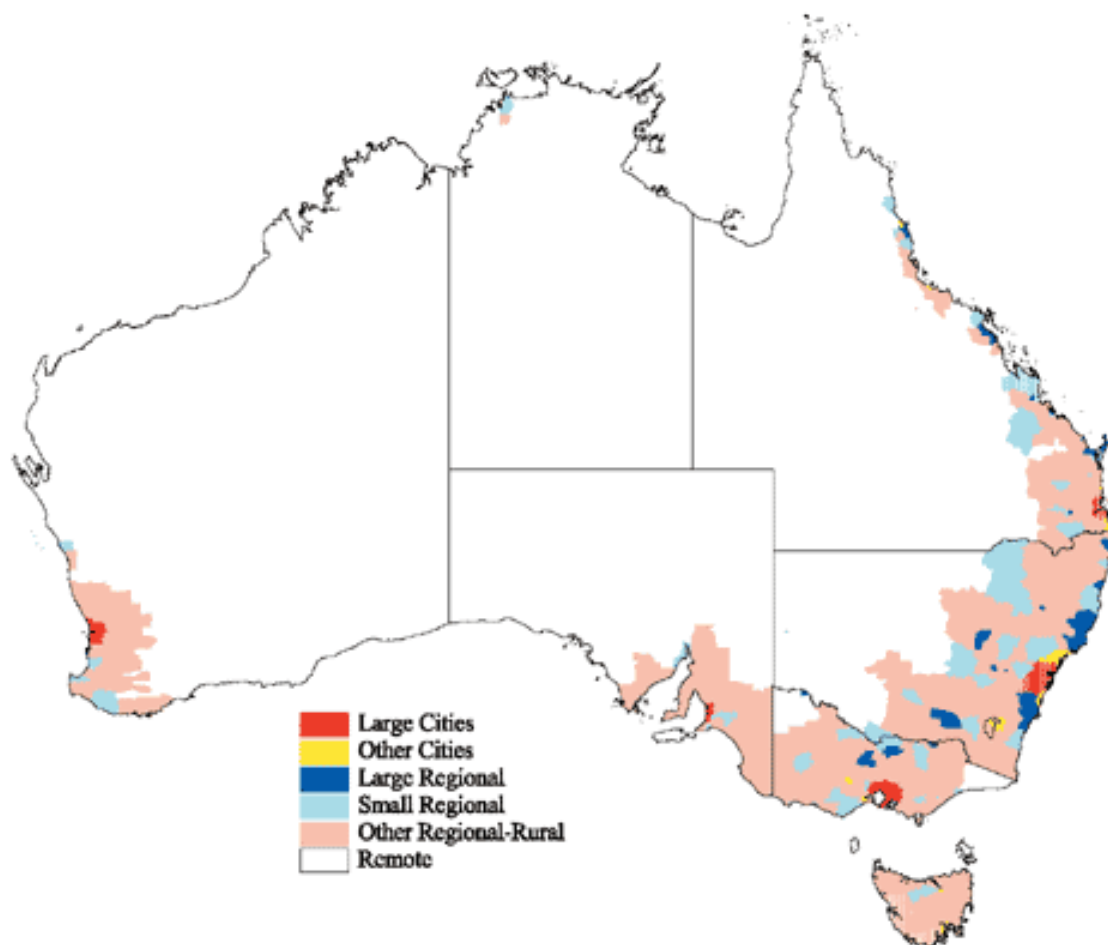 Large Cities
Other Cities
Large Regional
Small Regional
Other Regional-Rural
Remote